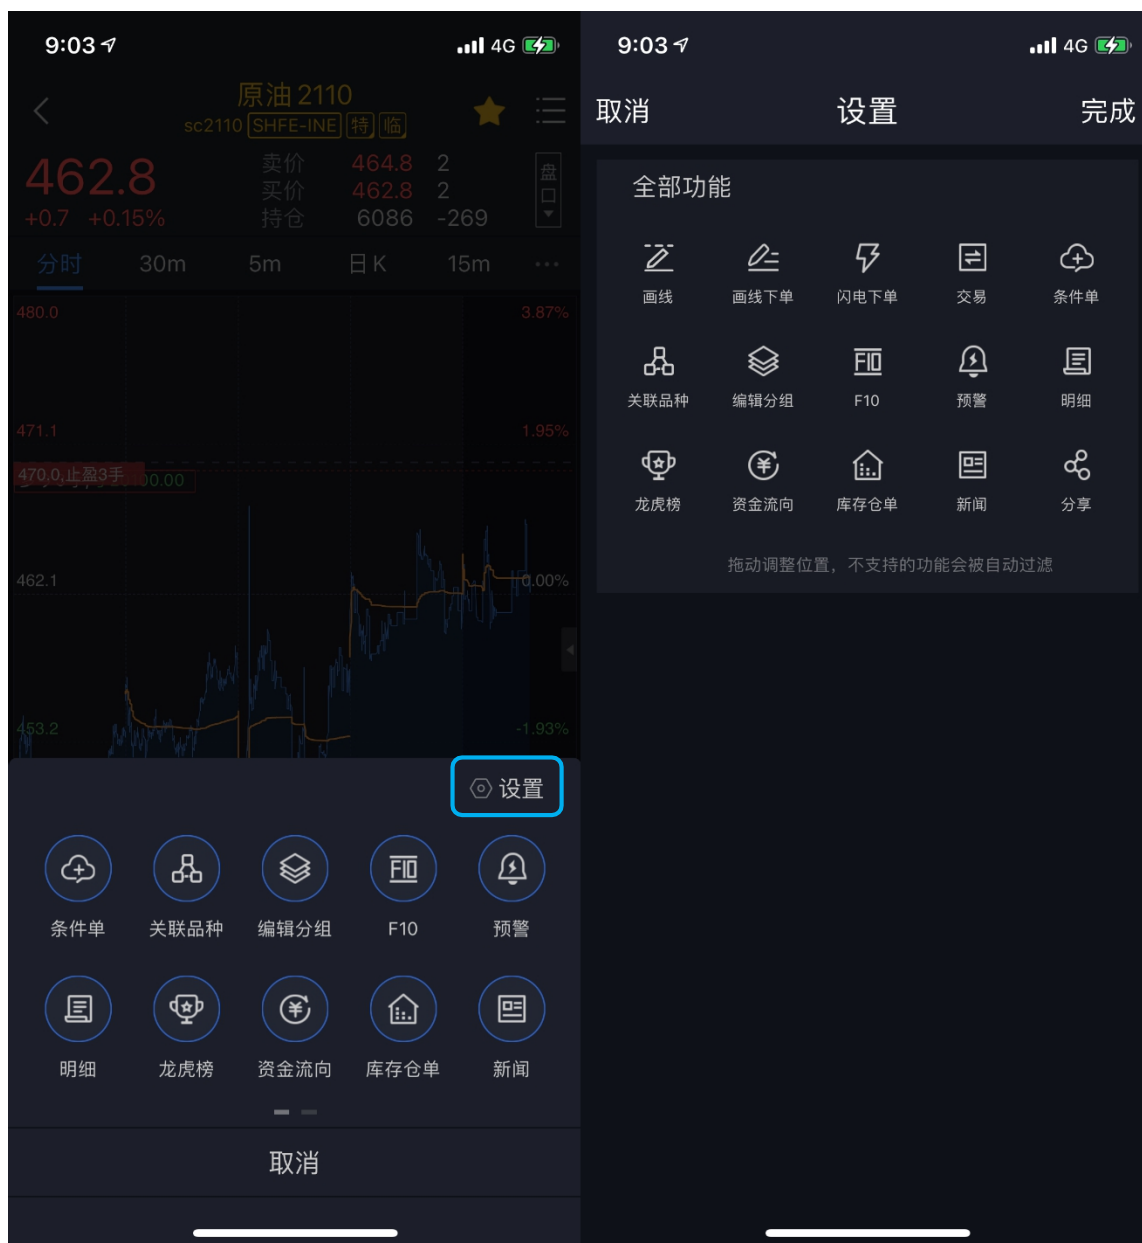 9:03
4G
原油 2110
sc2110 SHFE-INE 特 临
462.8
+0.7 +0.15%
卖价 464.8 2
买价 462.8 2
持仓 6086 -269
盘口
分时 30m 5m 日K 15m ···
480.0 3.87%
471.1 1.95%
470.0,止盈3手
00.00
462.1 0.00%
453.2 -1.93%
设置
条件单 关联品种 编辑分组 F10 预警
明细 龙虎榜 资金流向 库存仓单 新闻
取消
9:03
4G
取消 设置 完成
全部功能
画线 画线下单 闪电下单 交易 条件单
关联品种 编辑分组 F10 预警 明细
龙虎榜 资金流向 库存仓单 新闻 分享
拖动调整位置，不支持的功能会被自动过滤